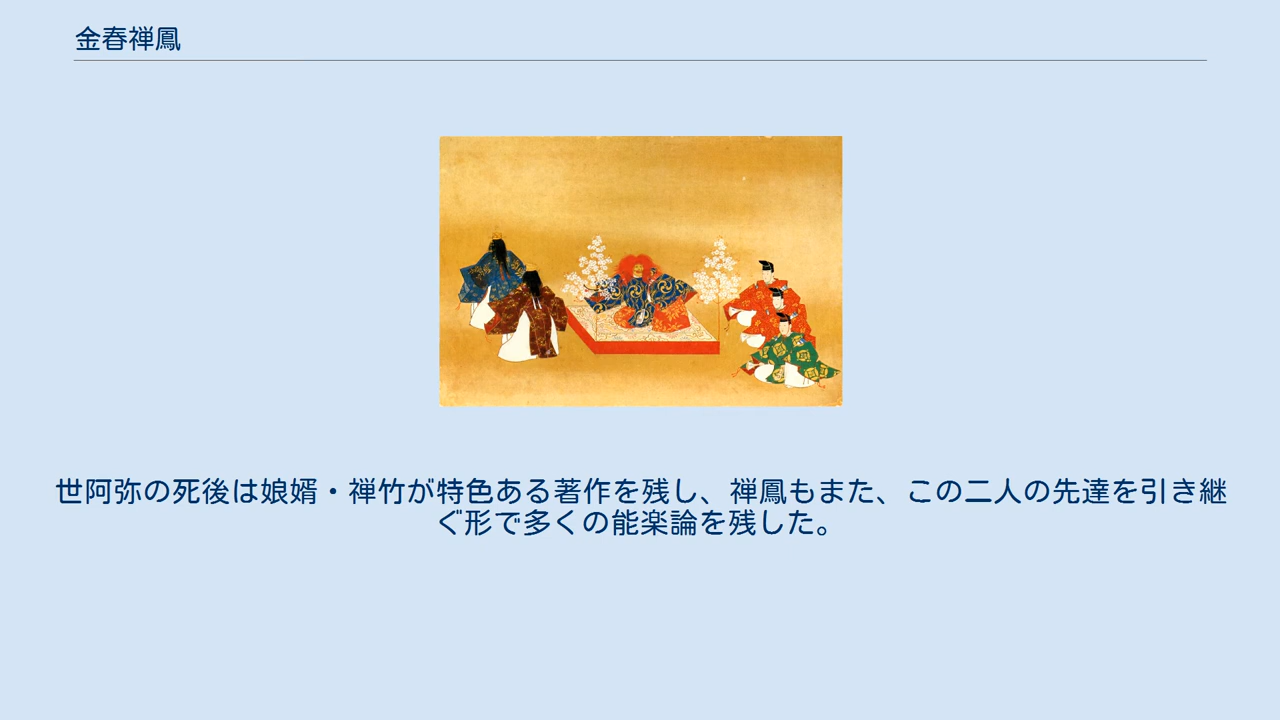 金春禅鳳
世阿弥の死後は娘婿・禅竹が特色ある著作を残し、禅鳳もまた、この二人の先達を引き継
ぐ形で多くの能楽論を残した。